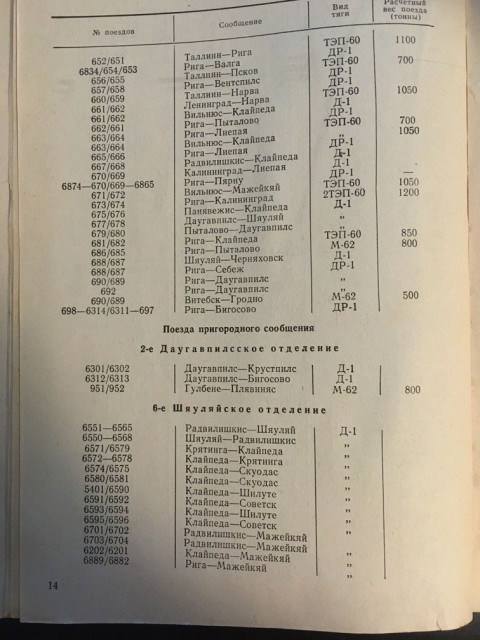 № поездов Сообщение Вид тяги Расчетный вес поезда (тонны)
652/651 Таллинн—Рига ТЭП-60 1100
6834/654/653 Рига—Валга ДР-1
656/655 Таллинн—Псков ТЭП-60 700
657/658 Рига—Вентспилс ДР-1
660/659 Таллинн—Нарва ДР-1
661/662 Ленинград—Нарва ТЭП-60 1050
661/662 Вильнюс—Клайпеда Д-1
662/661 Рига—Пыталово ДР-1
663/664 Рига—Лиепая ТЭП-60 700
663/664 Вильнюс—Клайпеда „ 1050
665/666 Рига—Лиепая ДР-1
667/668 Радвилишкис—Клайпеда Д-1
670/669 Калининград—Лиепая Д-1
6874—670/669—6865 Рига—Пярну ДР-1 —
671/672 Вильнюс—Мажейкяй ТЭП-60 1050
673/674 Рига—Калининград 2ТЭП-60 1200
675/676 Паневежис—Клайпеда Д-1
677/678 Даугавпилс—Шяуляй „
679/680 Пыталово—Даугавпилс „
681/682 Рига—Клайпеда ТЭП-60 850
686/685 Рига—Пыталово М-62 800
688/687 Шяуляй—Черняховск Д-1
688/687 Рига—Себеж ДР-1
690/689 Рига—Даугавпилс „
692 Рига—Даугавпилс „
690/689 Витебск—Гродно М-62 500
698—6314/6311—697 Рига—Бигосово ДР-1
Поезда пригородного сообщения
2-е Даугавпилсское отделение
6301/6302 Даугавпилс—Крустпилс Д-1
6312/6313 Даугавпилс—Бигосово Д-1
951/952 Гулбене—Плявиняс М-62 800
6-е Шяуляйское отделение
6551—6565 Радвилишкис—Шяуляй Д-1
6550—6568 Шяуляй—Радвилишкис „
6571/6579 Крятинга—Клайпеда „
6572—6578 Клайпеда—Крятинга „
6574/6575 Клайпеда—Скуодас „
6580/6581 Клайпеда—Скуодас „
5401/6590 Клайпеда—Шилуте „
6591/6592 Клайпеда—Советск „
6593/6594 Клайпеда—Шилуте „
6595/6596 Клайпеда—Советск „
6701/6702 Радвилишкис—Мажейкяй „
6703/6704 Радвилишкис—Мажейкяй „
6202/6201 Клайпеда—Мажейкяй „
6889/6882 Рига—Мажейкяй „
14